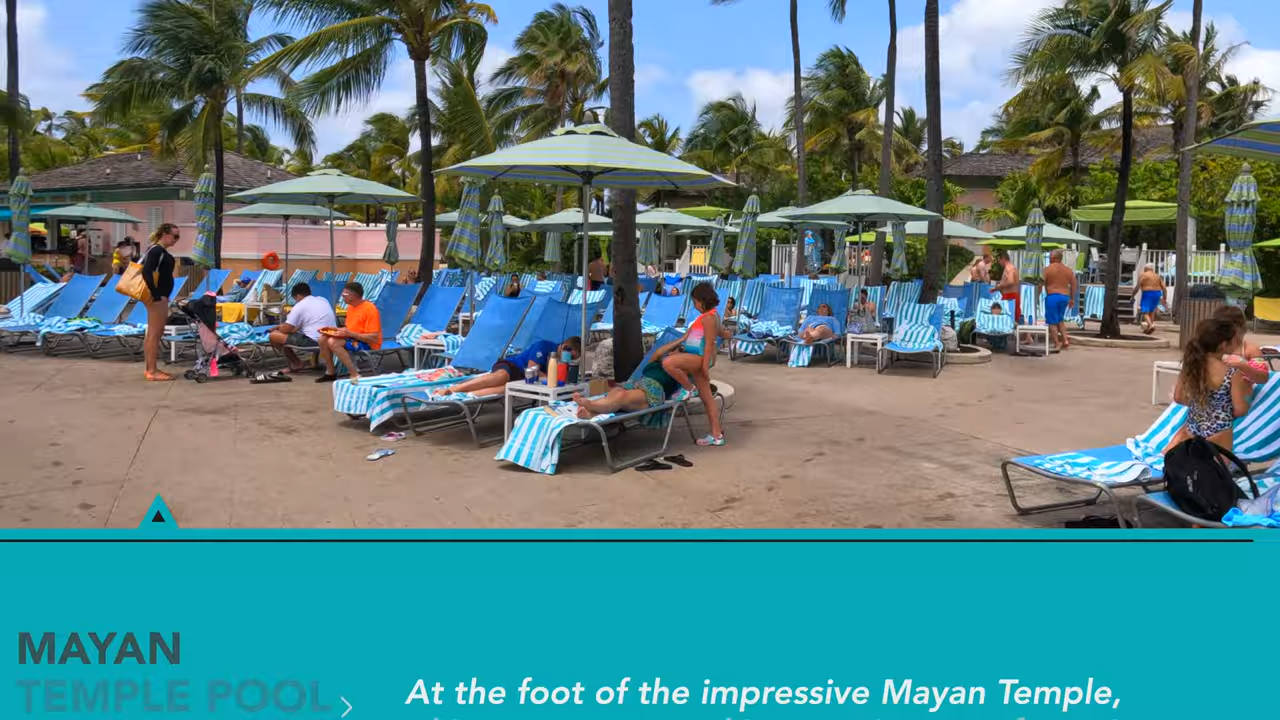 MAYAN
TEMPLE POOL
At the foot of the impressive Mayan Temple,